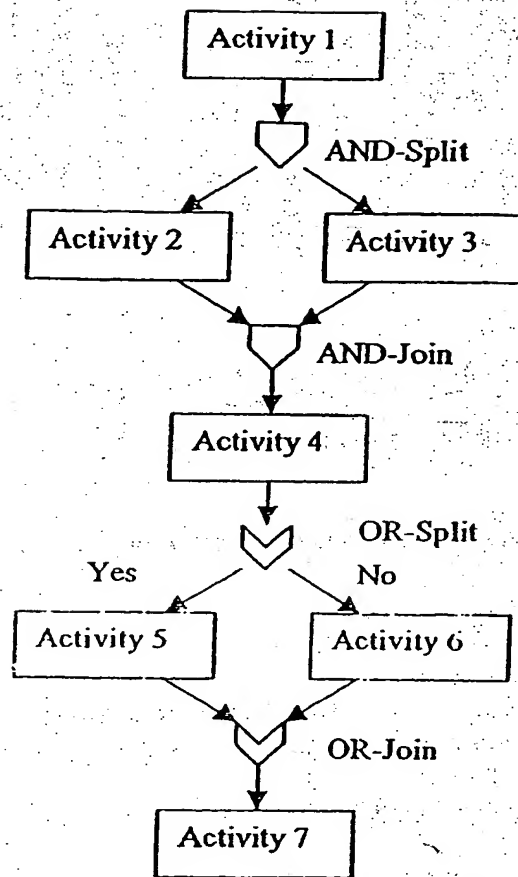 Activity 1
AND-Split
Activity 2
Activity 3
AND-Join
Activity 4
OR-Split
Yes
No
Activity 5
Activity 6
OR-Join
Activity 7